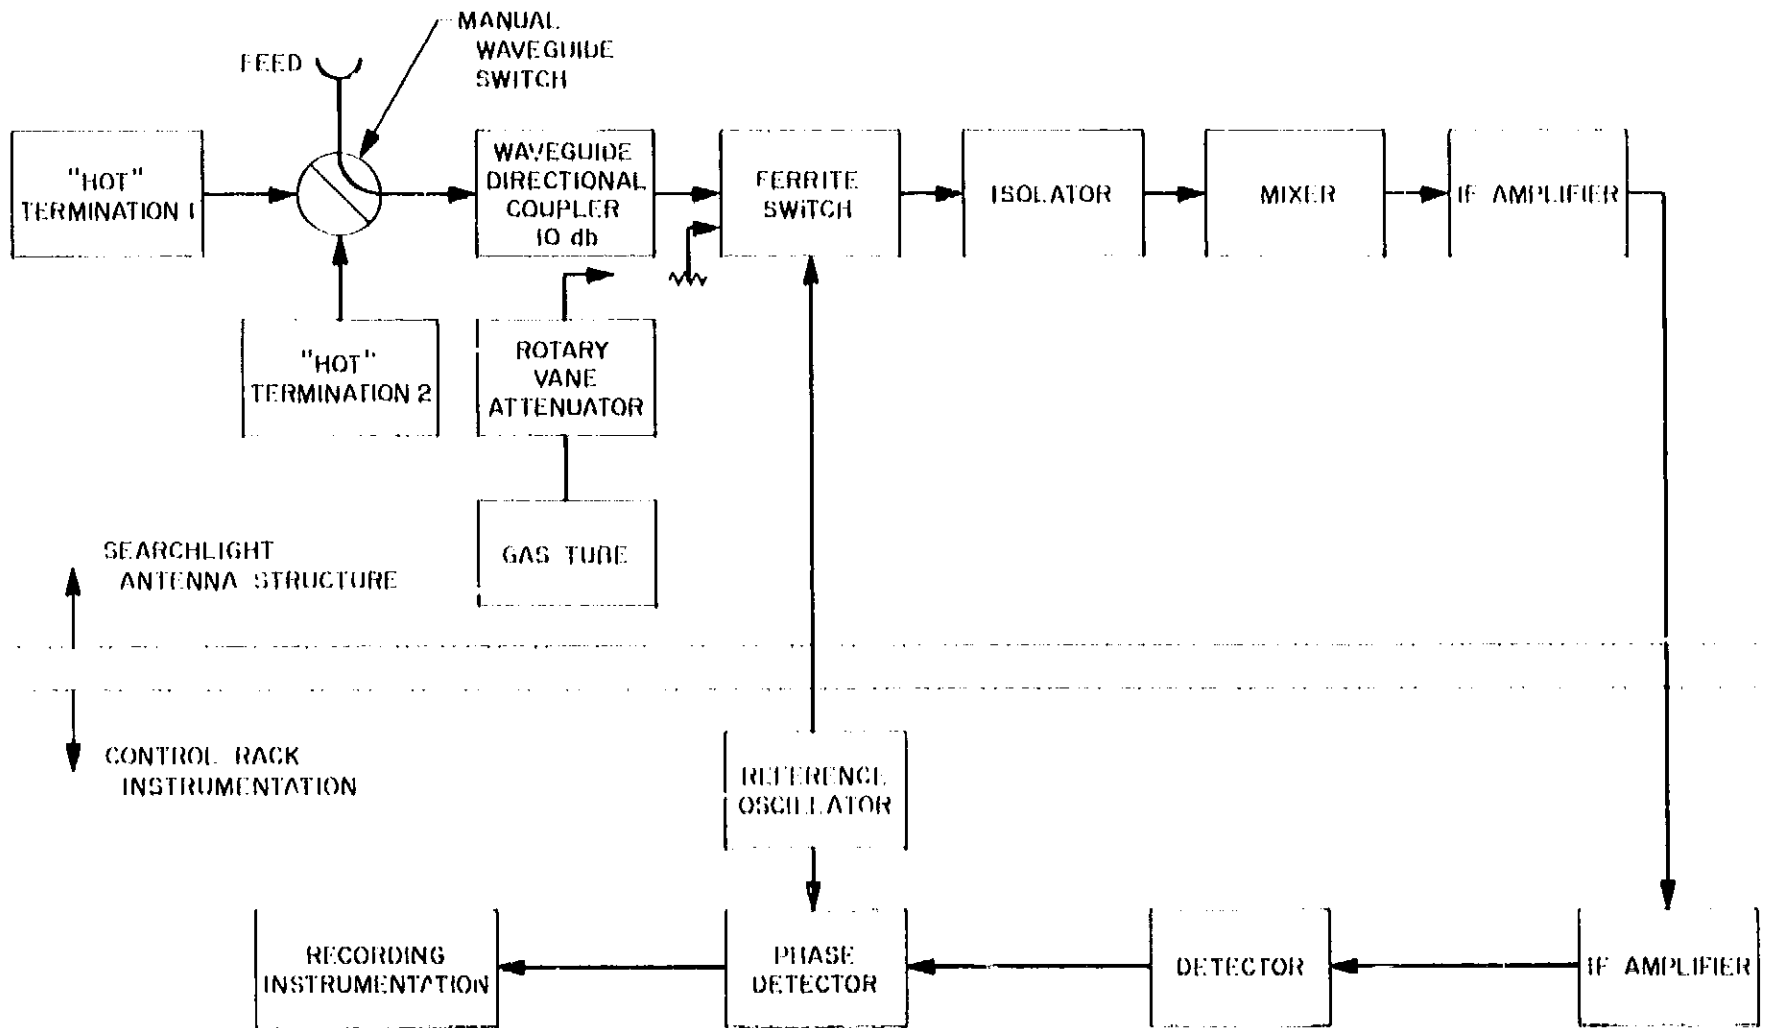 MANUAL
WAVEGUIDE
SWITCH
FEED
"HOT"
TERMINATION 1
WAVEGUIDE
DIRECTIONAL
COUPLER
10 db
FERRITE
SWITCH
ISOLATOR
MIXER
IF AMPLIFIER
"HOT"
TERMINATION 2
ROTARY
VANE
ATTENUATOR
GAS TUBE
SEARCHLIGHT
ANTENNA STRUCTURE
CONTROL RACK
INSTRUMENTATION
REFERENCE
OSCILLATOR
RECORDING
INSTRUMENTATION
PHASE
DETECTOR
DETECTOR
IF AMPLIFIER